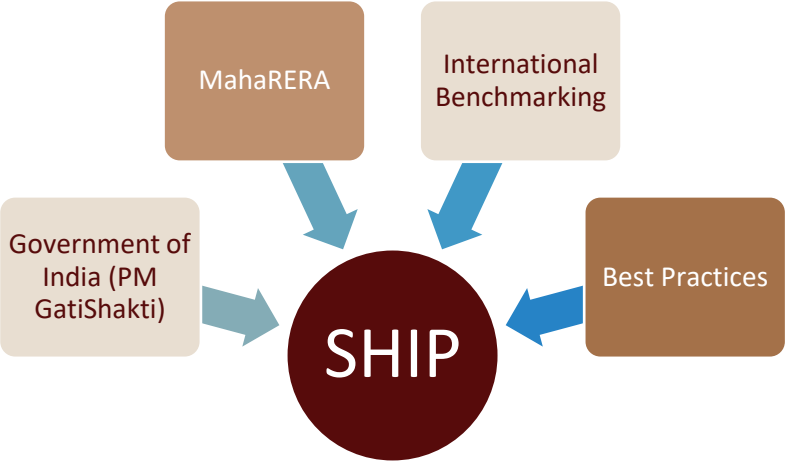 MahaRERA
International
Benchmarking
Government of
India (PM
GatiShakti)
Best Practices
SHIP